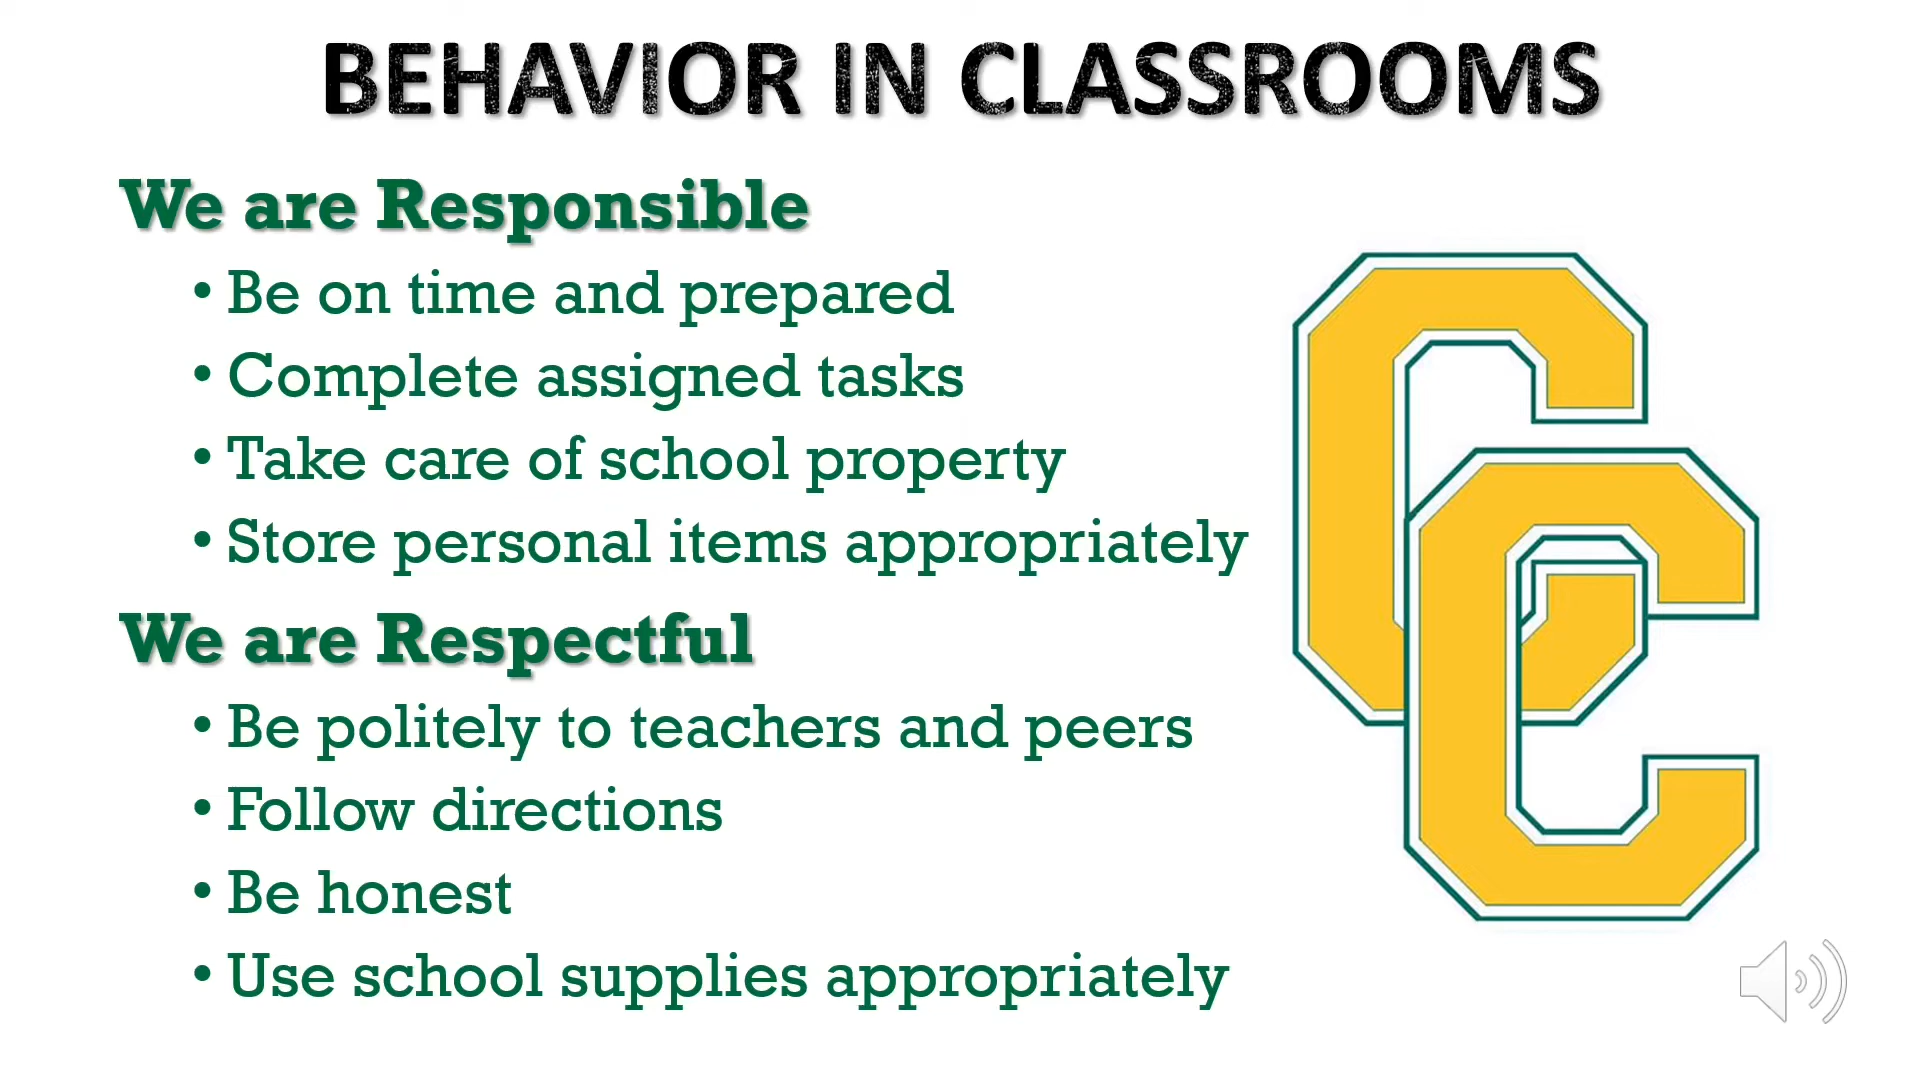 BEHAVIOR IN CLASSROOMS
We are Responsible
• Be on time and prepared
• Complete assigned tasks
• Take care of school property
• Store personal items appropriately
We are Respectful
• Be politely to teachers and peers
• Follow directions
• Be honest
• Use school supplies appropriately
CC